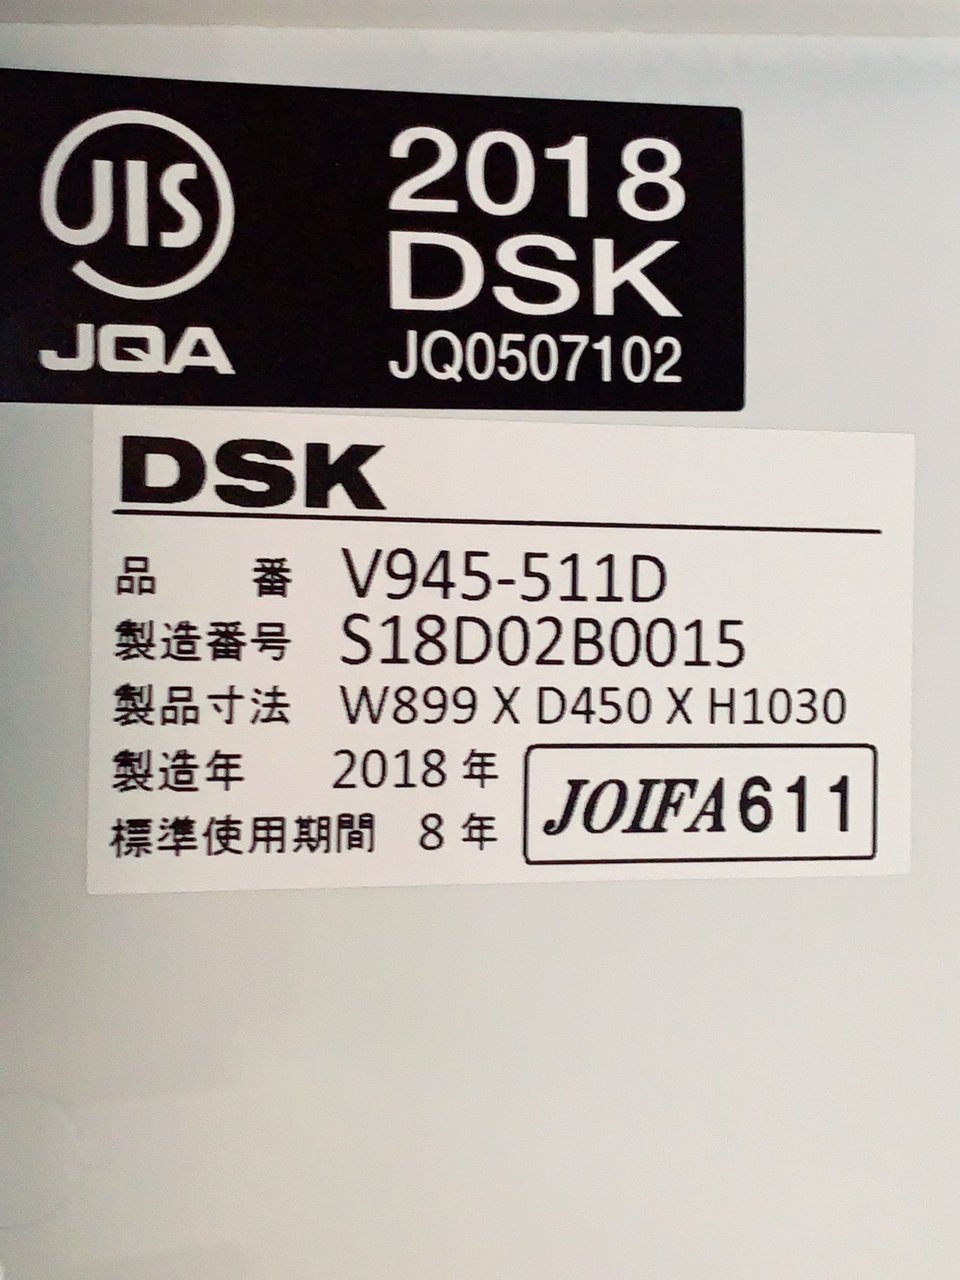 JIS
JQA
2018
DSK
JQ0507102
DSK
品 番 V945-511D
製造番号 S18D02B0015
製品寸法 W899 X D450 X H1030
製造年 2018 年
標準使用期間 8 年
JOIFA611